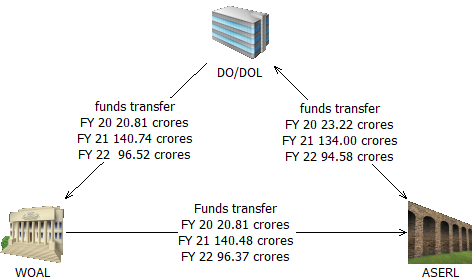 DO/DOL
funds transfer
FY 20 20.81 crores
FY 21 140.74 crores
FY 22 96.52 crores
funds transfer
FY 20 23.22 crores
FY 21 134.00 crores
FY 22 94.58 crores
Funds transfer
FY 20 20.81 crores
FY 21 140.48 crores
FY 22 96.37 crores
WOAL
ASERL